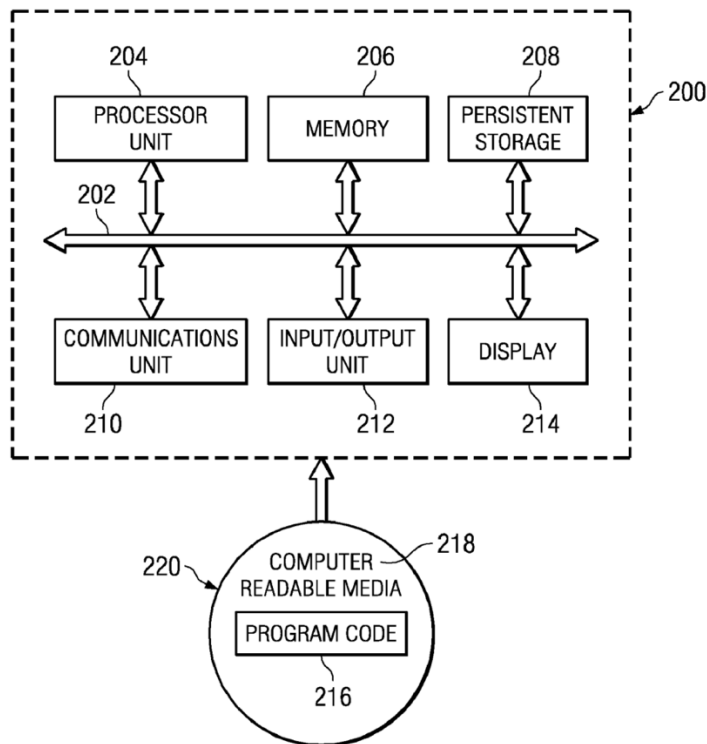 204
206
208
200
PROCESSOR
UNIT
MEMORY
PERSISTENT
STORAGE
202
COMMUNICATIONS
UNIT
INPUT/OUTPUT
UNIT
DISPLAY
210
212
214
220
COMPUTER
READABLE MEDIA
218
PROGRAM CODE
216